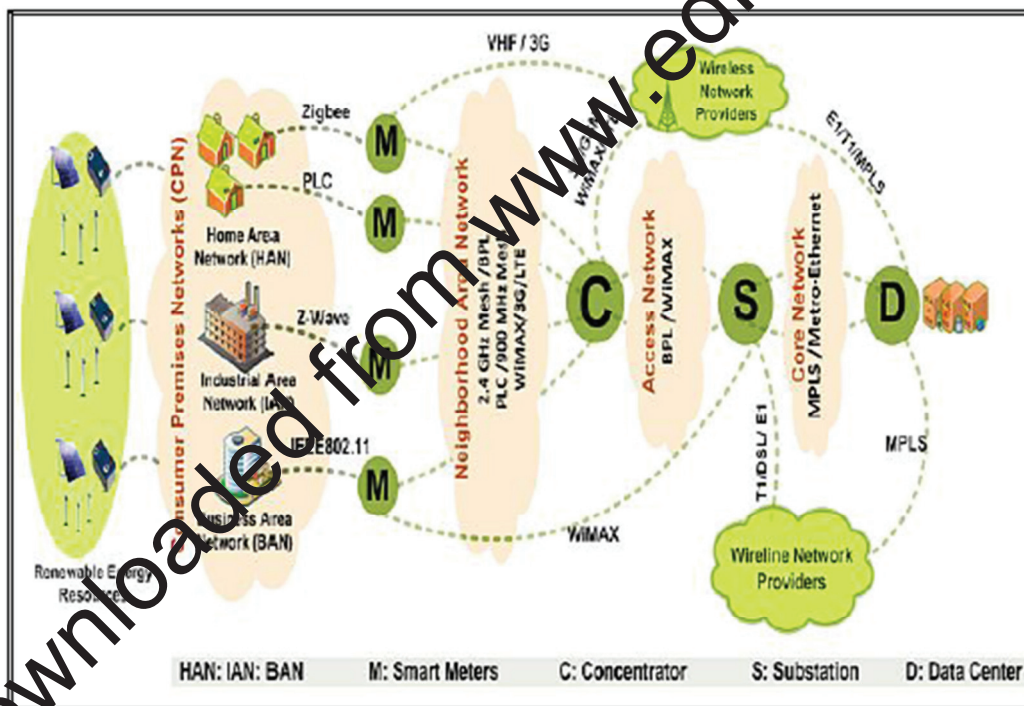 VHF / 3G
Wireless
Network
Providers
Zigbee
E1/T1/MPLS
PLC
WiMAX
Consumer Premises Networks (CPN)
Home Area
Network (HAN)
Neighborhood Area Network
2.4 GHz Mesh /BPL
PLC /900 MHz Mesh
WiMAX/3G/LTE
C
Access Network
BPL /WiMAX
S
Core Network
MPLS /Metro-Ethernet
D
M
M
Z-Wave
M
Industrial Area
Network
IEEE802.11
M
Business Area
Network (BAN)
T1/DSL/ E1
MPLS
WiMAX
Wireline Network
Providers
Renewable Energy
Resources
HAN: IAN: BAN
M: Smart Meters
C: Concentrator
S: Substation
D: Data Center
wnloaded from www.edi